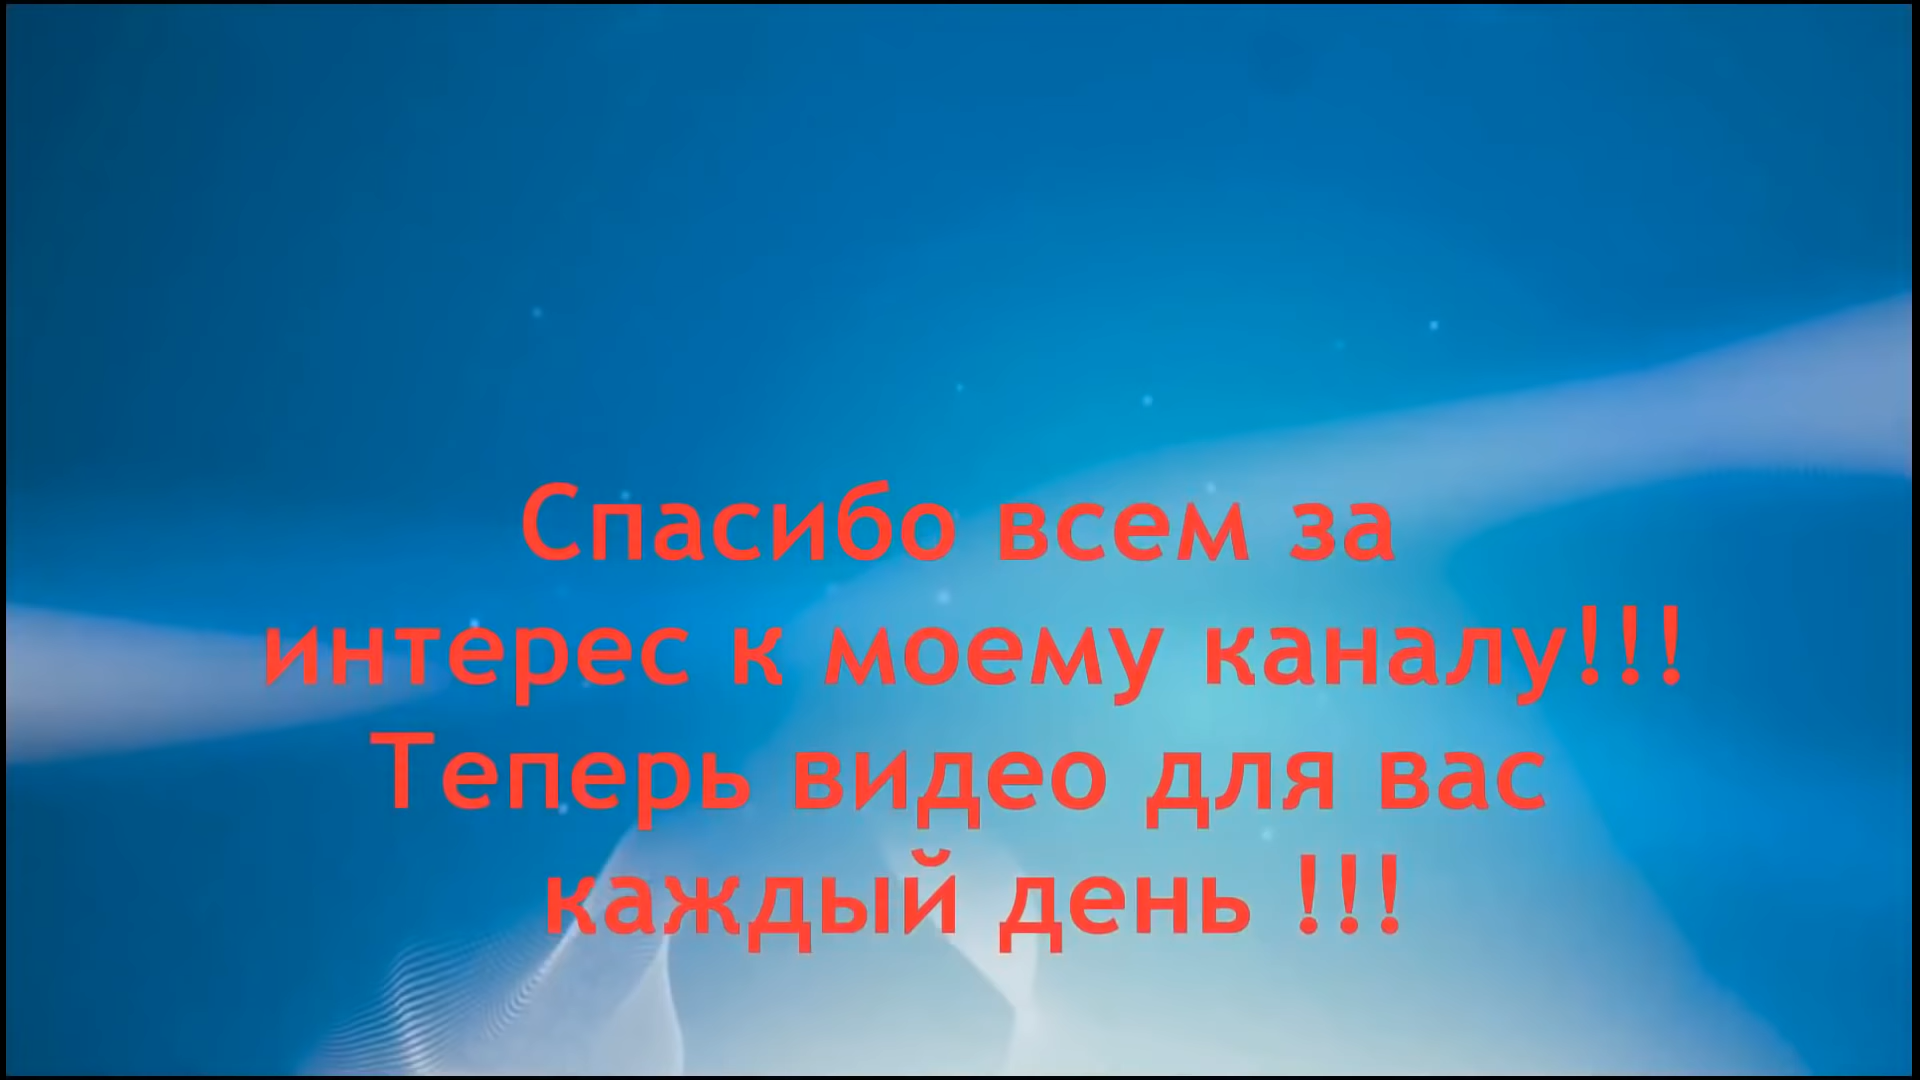 Спасибо всем за
интерес к моему каналу!!!
Теперь видео для вас
каждый день !!!